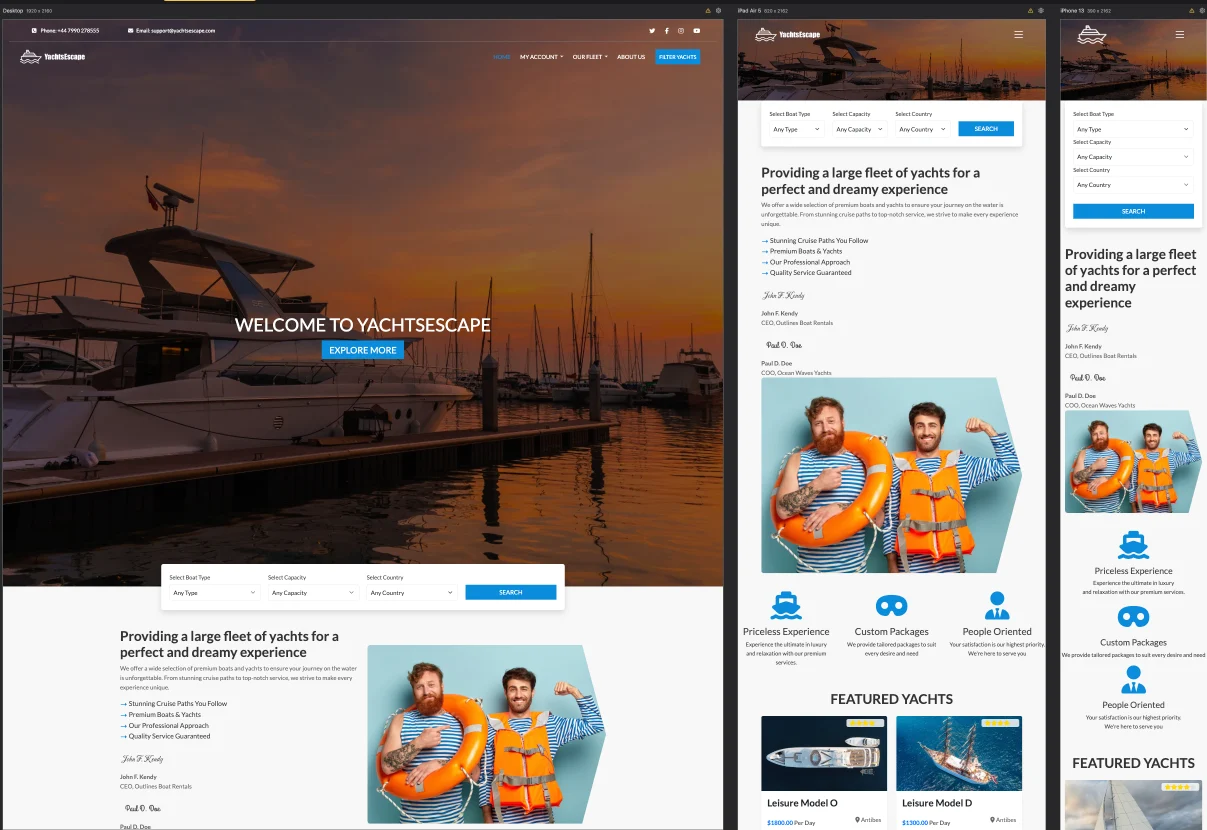 Desktop 1920 x 2160
Phone: +44 7990 278555
Email: support@yachtsescape.com
YachtsEscape
HOME
MY ACCOUNT
OUR FLEET
ABOUT US
FILTER YACHTS
WELCOME TO YACHTSESCAPE
EXPLORE MORE
Select Boat Type
Select Capacity
Select Country
Any Type
Any Capacity
Any Country
SEARCH
Providing a large fleet of yachts for a
perfect and dreamy experience
We offer a wide selection of premium boats and yachts to ensure your journey on the water
is unforgettable. From stunning cruise paths to top-notch service, we strive to make every
experience unique.
→ Stunning Cruise Paths You Follow
→ Premium Boats & Yachts
→ Our Professional Approach
→ Quality Service Guaranteed
John F. Kendy
John F. Kendy
CEO, Outlines Boat Rentals
Paul D. Doe
Paul D. Doe
iPad Air 5 820 x 2162
YachtsEscape
Select Boat Type
Select Capacity
Select Country
Any Type
Any Capacity
Any Country
SEARCH
Providing a large fleet of yachts for a
perfect and dreamy experience
We offer a wide selection of premium boats and yachts to ensure your journey on the water is
unforgettable. From stunning cruise paths to top-notch service, we strive to make every experience
unique.
→ Stunning Cruise Paths You Follow
→ Premium Boats & Yachts
→ Our Professional Approach
→ Quality Service Guaranteed
John F. Kendy
John F. Kendy
CEO, Outlines Boat Rentals
Paul D. Doe
Paul D. Doe
COO, Ocean Waves Yachts
Priceless Experience
Experience the ultimate in luxury
and relaxation with our premium
services.
Custom Packages
We provide tailored packages to suit
every desire and need
People Oriented
Your satisfaction is our highest priority.
We're here to serve you
FEATURED YACHTS
Leisure Model O
$1800.00 Per Day
Antibes
Leisure Model D
$1300.00 Per Day
Antibes
iPhone 13 390 x 2162
Select Boat Type
Any Type
Select Capacity
Any Capacity
Select Country
Any Country
SEARCH
Providing a large fleet
of yachts for a perfect
and dreamy
experience
John F. Kendy
John F. Kendy
CEO, Outlines Boat Rentals
Paul D. Doe
Paul D. Doe
COO, Ocean Waves Yachts
Priceless Experience
Experience the ultimate in luxury
and relaxation with our premium services.
Custom Packages
We provide tailored packages to suit every desire and need
People Oriented
Your satisfaction is our highest priority.
We're here to serve you
FEATURED YACHTS